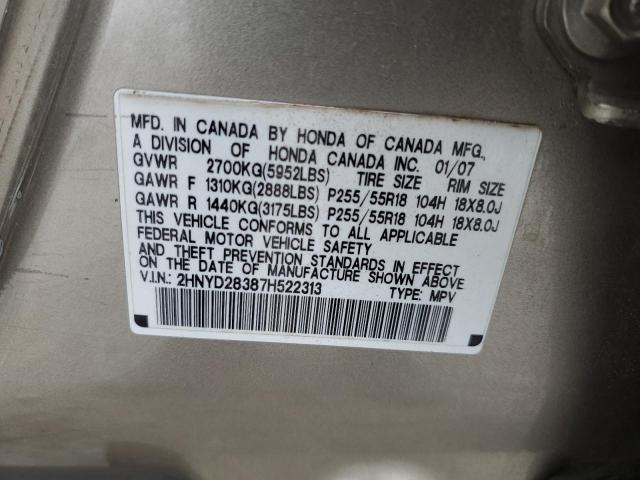 MFD. IN CANADA BY HONDA OF CANADA MFG.,
A DIVISION OF HONDA CANADA INC. 01/07
GVWR 2700KG(5952LBS) TIRE SIZE RIM SIZE
GAWR F 1310KG(2888LBS) P255/55R18 104H 18X8.0J
GAWR R 1440KG(3175LBS) P255/55R18 104H 18X8.0J
THIS VEHICLE CONFORMS TO ALL APPLICABLE
FEDERAL MOTOR VEHICLE SAFETY
AND THEFT PREVENTION STANDARDS IN EFFECT
ON THE DATE OF MANUFACTURE SHOWN ABOVE
V.I.N.: 2HNYD28387H522313 TYPE: MPV